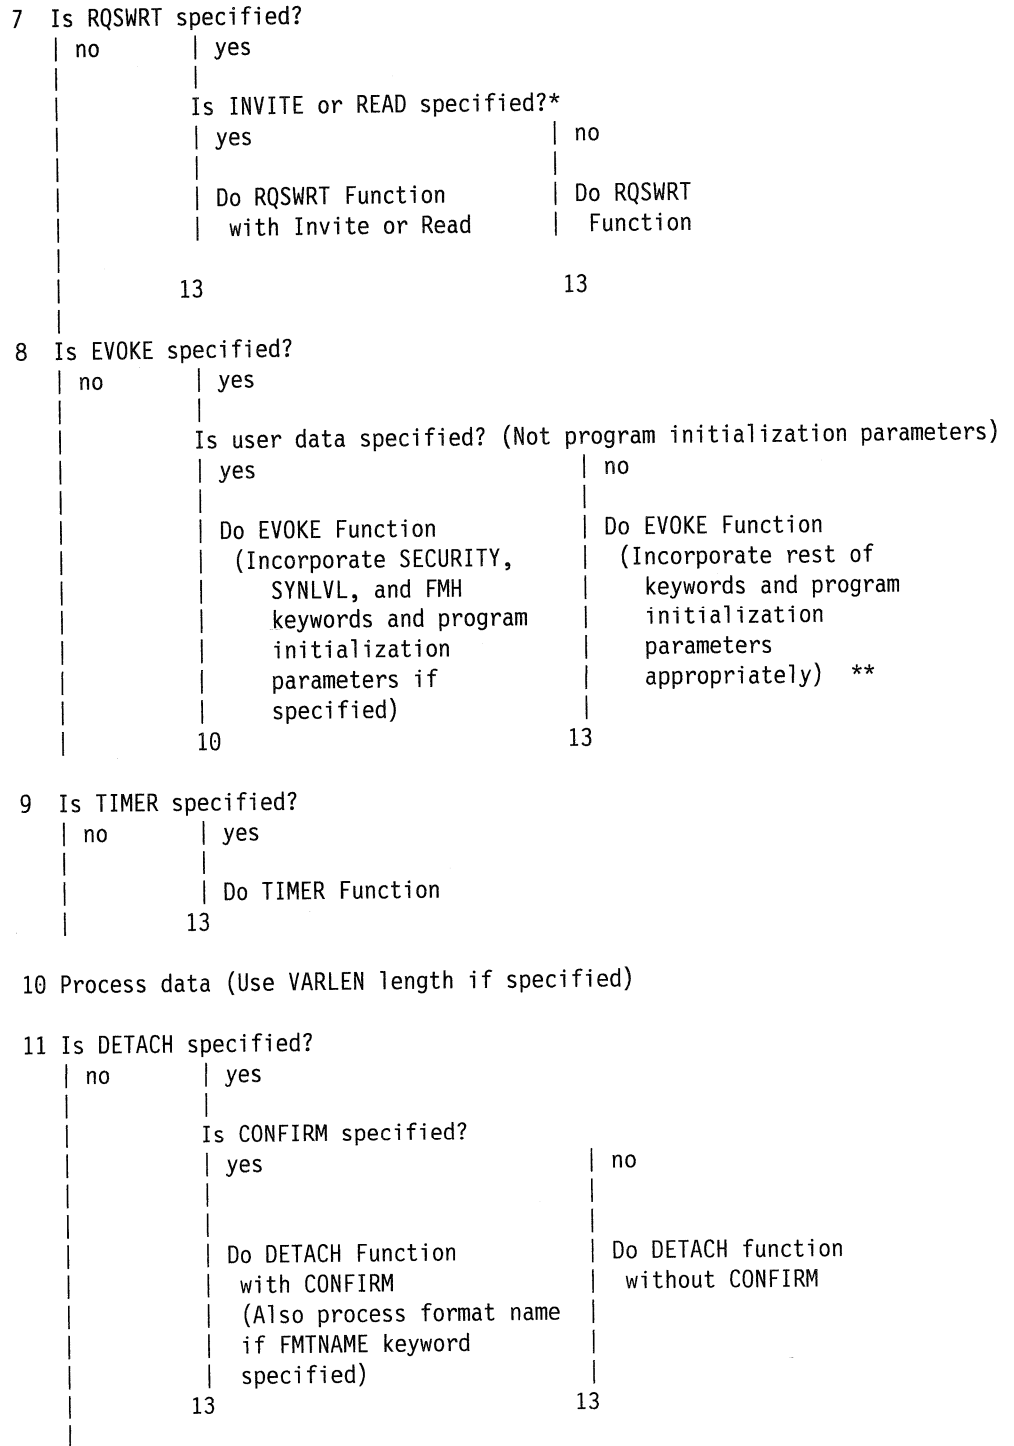 7 Is RQSWRT specified?
| no | yes
Is INVITE or READ specified?*
| yes | no
| Do RQSWRT Function | Do RQSWRT
| with Invite or Read | Function
13 13
8 Is EVOKE specified?
| no | yes
Is user data specified? (Not program initialization parameters)
| yes | no
| Do EVOKE Function | Do EVOKE Function
| (Incorporate SECURITY, | (Incorporate rest of
| SYNLVL, and FMH | keywords and program
| keywords and program | initialization
| initialization | parameters
| parameters if | appropriately) **
| specified) |
10 13
9 Is TIMER specified?
| no | yes
| Do TIMER Function
13
10 Process data (Use VARLEN length if specified)
11 Is DETACH specified?
| no | yes
Is CONFIRM specified?
| yes | no
| Do DETACH Function | Do DETACH function
| with CONFIRM | without CONFIRM
| (Also process format name |
| if FMTNAME keyword |
| specified) |
13 13